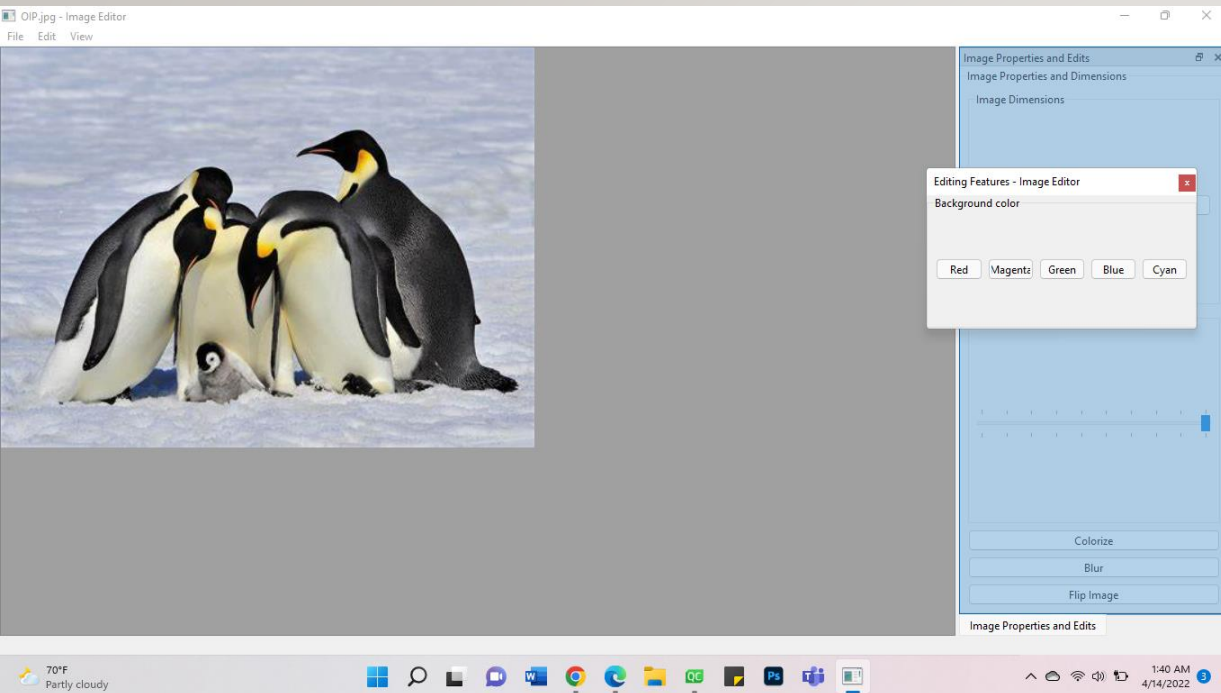 OIP.jpg - Image Editor
File Edit View
Image Properties and Edits
Image Properties and Dimensions
Image Dimensions
Editing Features - Image Editor
x
Background color
Red Magenta Green Blue Cyan
Colorize
Blur
Flip Image
Image Properties and Edits
70°F
Partly cloudy
W
QC
Ps
T
1:40 AM
4/14/2022
3